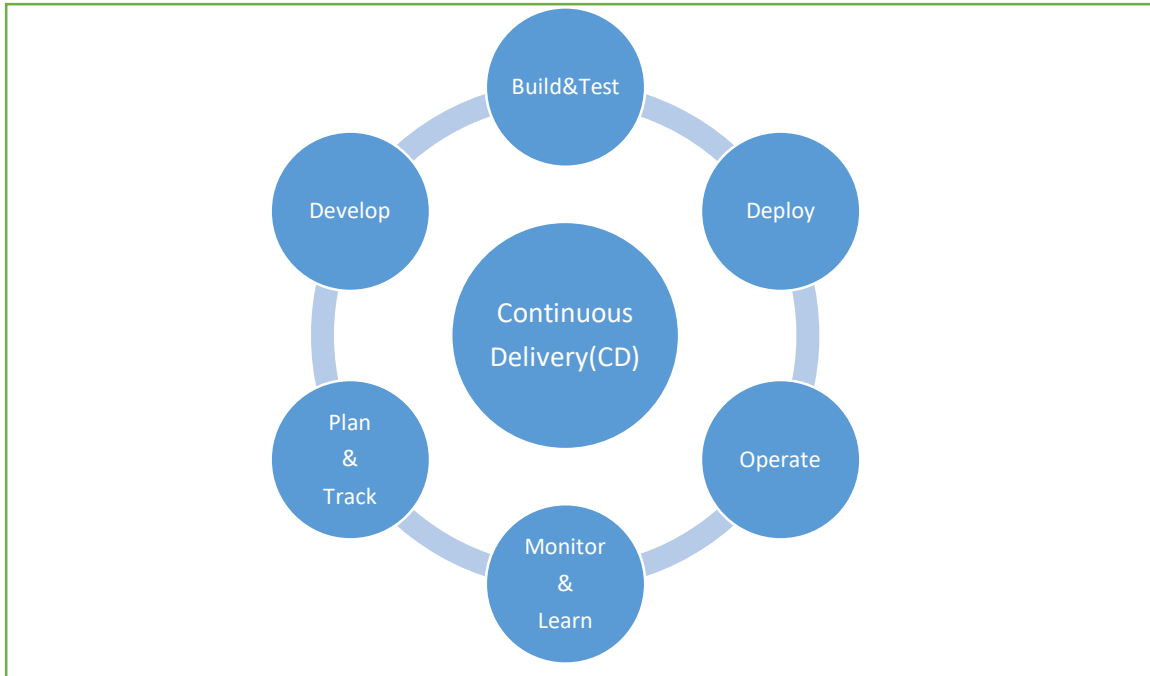 Build&Test
Develop
Deploy
Continuous
Delivery(CD)
Plan
&
Track
Operate
Monitor
&
Learn